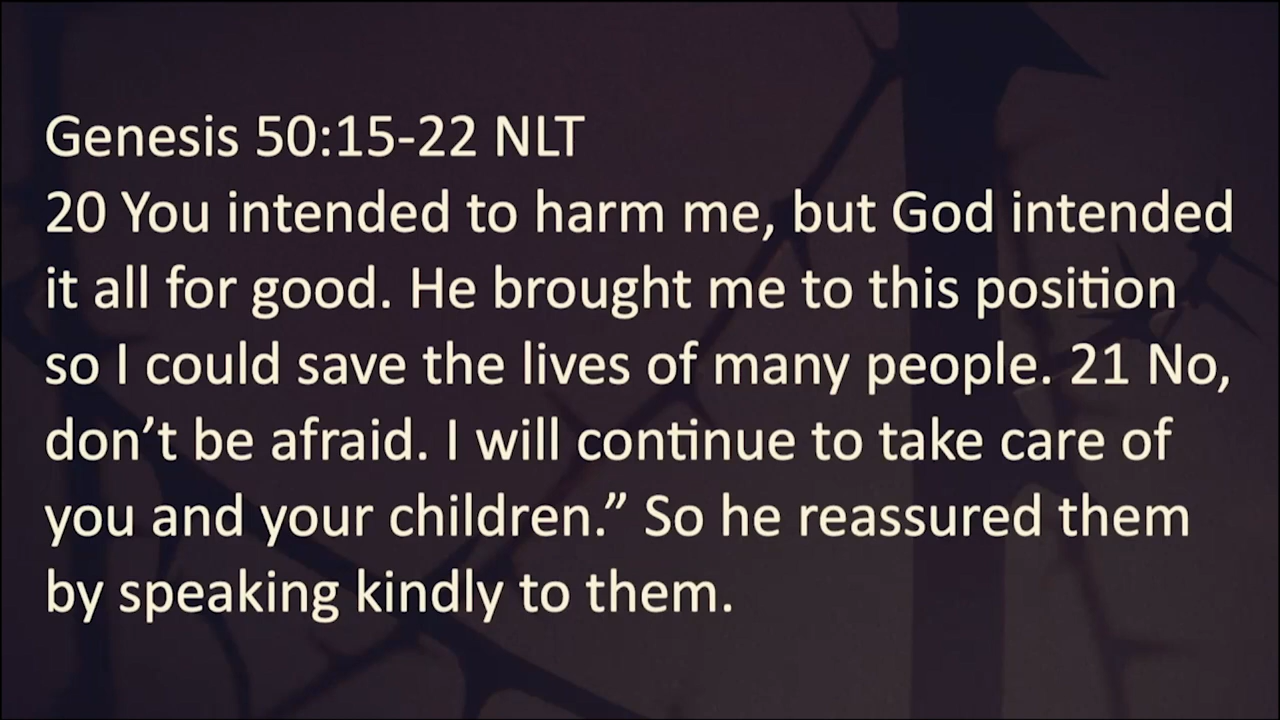 Genesis 50:15-22 NLT
20 You intended to harm me, but God intended
it all for good. He brought me to this position
so I could save the lives of many people. 21 No,
don’t be afraid. I will continue to take care of
you and your children.” So he reassured them
by speaking kindly to them.